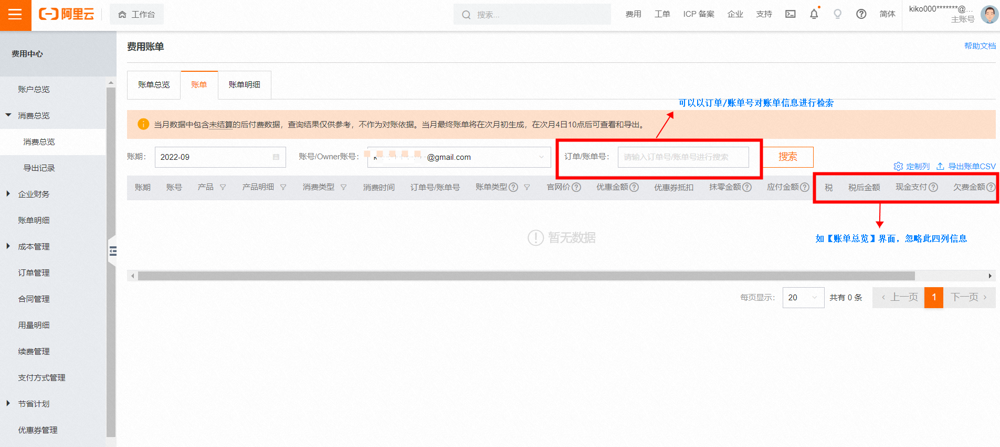 阿里云
工作台
搜索...
费用
工单
ICP 备案
企业
支持
简体
kiko000*******@...
主账号
费用中心
账户总览
消费总览
消费总览
导出记录
企业财务
账单明细
成本管理
订单管理
合同管理
用量明细
续费管理
支付方式管理
节省计划
优惠券管理
费用账单
帮助文档
账单总览
账单
账单明细
可以以订单/账单号对账单信息进行检索
当月数据中包含未结算的后付费数据，查询结果仅供参考，不作为对账依据。当月最终账单将在次月初生成，在次月4日10点后可查看和导出。
账期：
2022-09
账号/Owner账号：
@gmail.com
订单/账单号：
请输入订单号/账单号进行搜索
搜索
定制列
导出账单CSV
账期
账号
产品
产品明细
消费类型
消费时间
订单号/账单号
账单类型
官网价
优惠金额
优惠券抵扣
抹零金额
应付金额
税
税后金额
现金支付
欠费金额
暂无数据
如【账单总览】界面，忽略此四列信息
每页显示：
20
共有 0 条
上一页
1
下一页